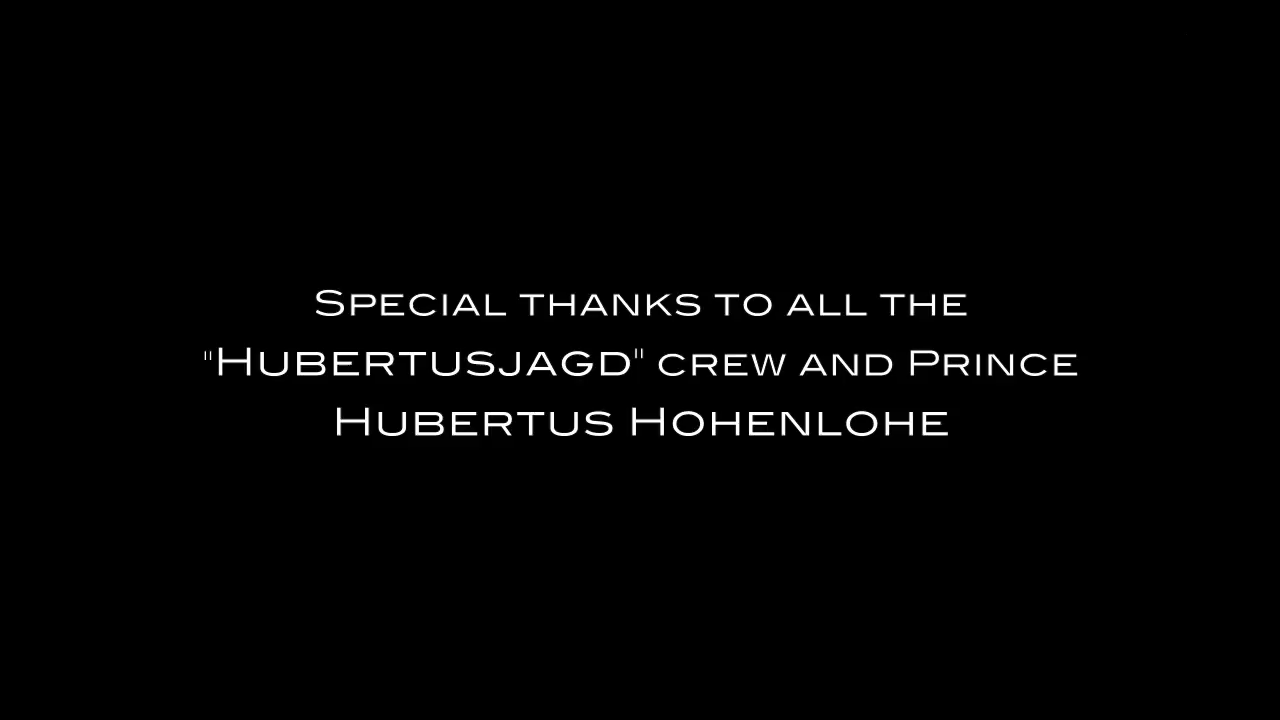 Special thanks to all the
"Hubertusjagd" crew and Prince
Hubertus Hohenlohe